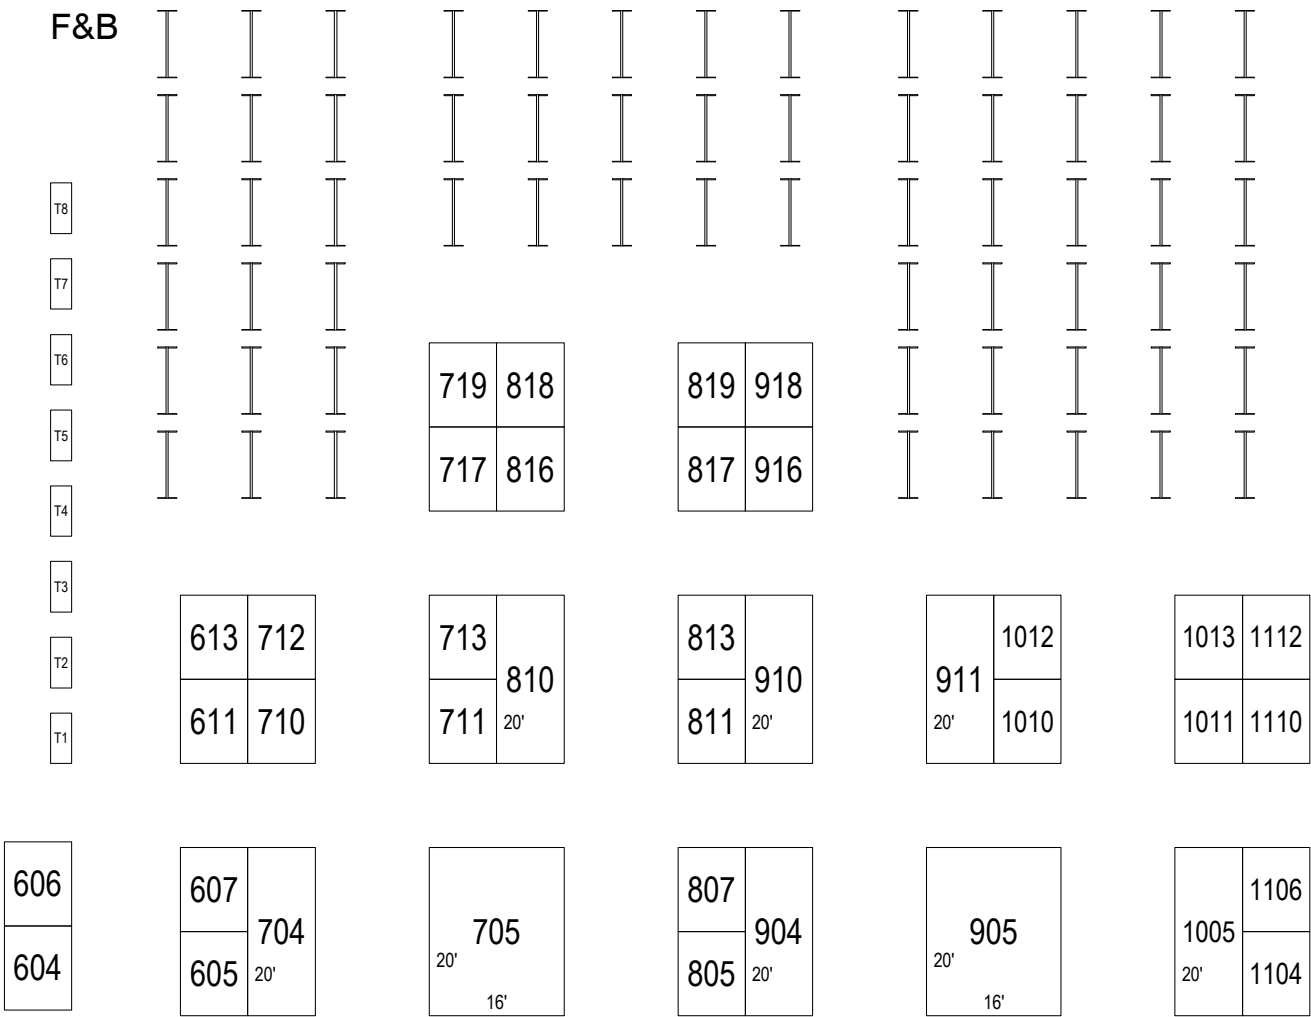 F&B
T8
T7
T6
719 818 819 918
T5
717 816 817 916
T4
T3
613 712 713 813 1012 1013 1112
T2
810 910 911
611 710 711 20' 811 20' 20' 1010 1011 1110
T1
606 607 807 1106
704 705 904 905 1005
604 605 20' 20' 805 20' 20' 20' 1104
16' 16'